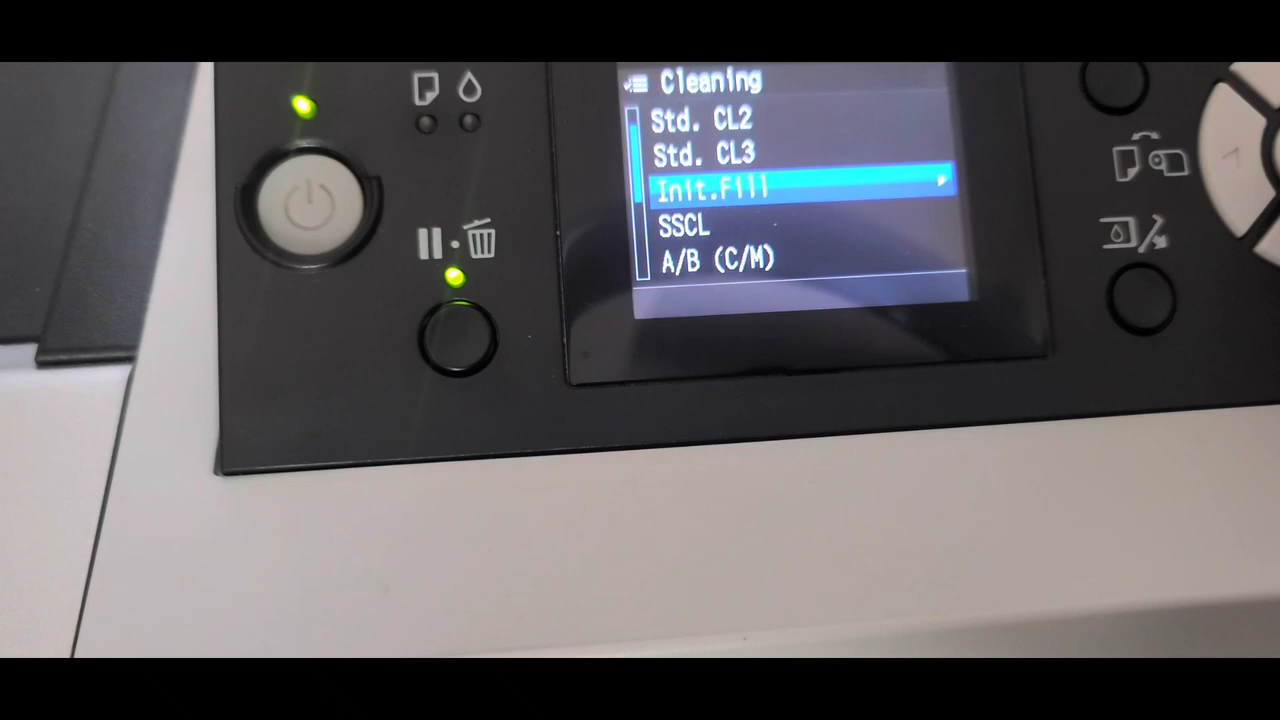 Cleaning
Std. CL2
Std. CL3
Init.Fill
SSCL
A/B (C/M)